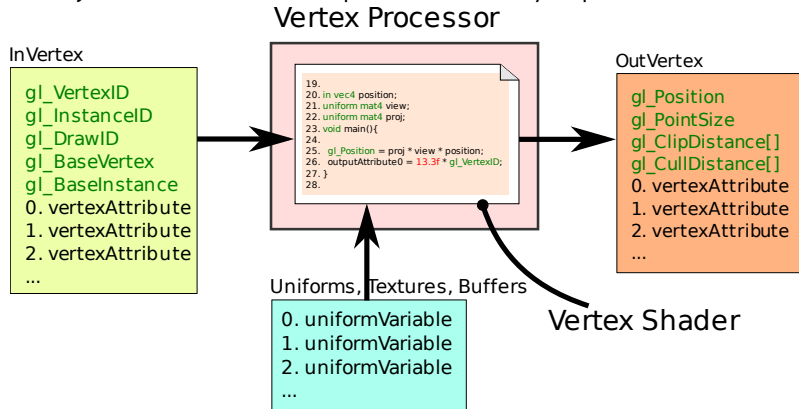 Vertex Processor
InVertex
gl_VertexID
gl_InstanceID
gl_DrawID
gl_BaseVertex
gl_BaseInstance
0. vertexAttribute
1. vertexAttribute
2. vertexAttribute
...
19.
20. in vec4 position;
21. uniform mat4 view;
22. uniform mat4 proj;
23. void main(){
24.
25. gl_Position = proj * view * position;
26. outputAttribute0 = 13.3f * gl_VertexID;
27. }
28.
OutVertex
gl_Position
gl_PointSize
gl_ClipDistance[]
gl_CullDistance[]
0. vertexAttribute
1. vertexAttribute
2. vertexAttribute
...
Uniforms, Textures, Buffers
0. uniformVariable
1. uniformVariable
2. uniformVariable
...
Vertex Shader